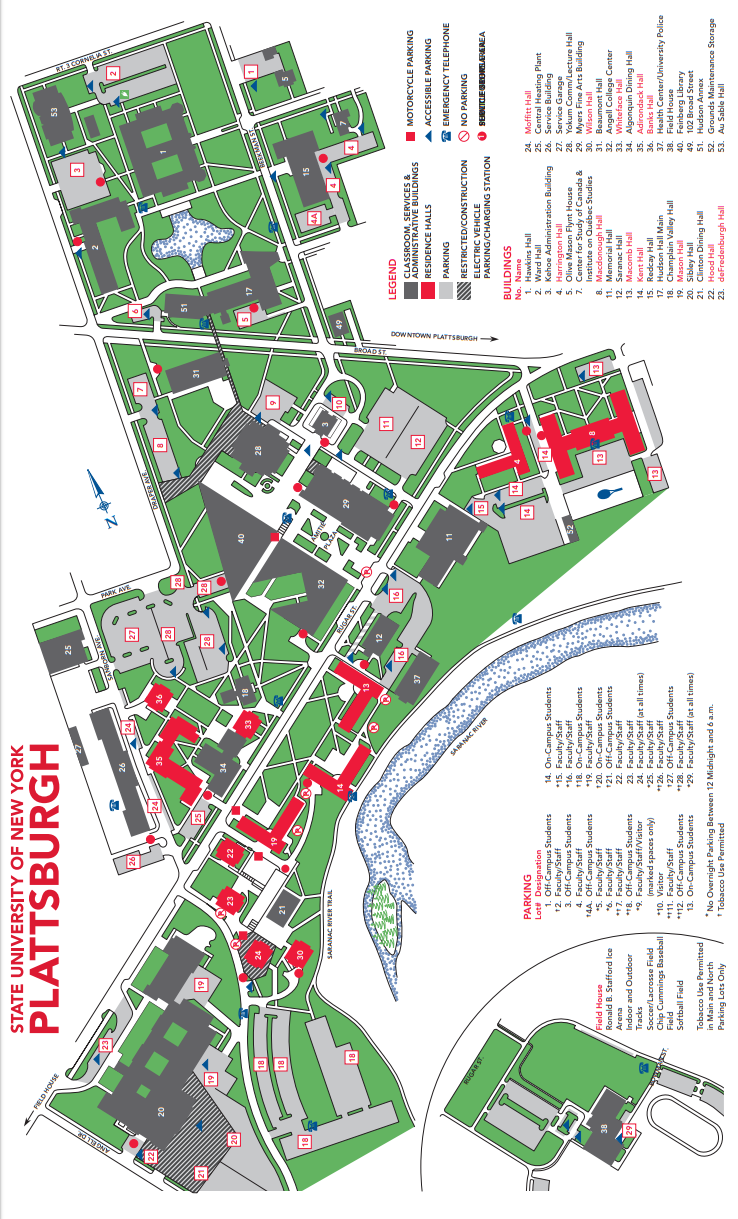 STATE UNIVERSITY OF NEW YORK
PLATTSBURGH
LEGEND
CLASSROOM, SERVICES &
ADMINISTRATIVE BUILDINGS
RESIDENCE HALLS
PARKING
RESTRICTED/CONSTRUCTION
ELECTRIC VEHICLE
PARKING/CHARGING STATION
MOTORCYCLE PARKING
ACCESSIBLE PARKING
EMERGENCY TELEPHONE
NO PARKING
BUILDINGS
No. Name
1. Hawkins Hall
2. Ward Hall
3. Kehoe Administration Building
4. Harrington Hall
5. Olive Mason Flynt House
7. Center for Study of Canada &
Institute on Québec Studies
8. Macdonough Hall
11. Memorial Hall
12. Saranac Hall
13. Macomb Hall
14. Kent Hall
15. Redcay Hall
17. Hudson Hall Main
18. Champlain Valley Hall
19. Mason Hall
20. Sibley Hall
21. Clinton Dining Hall
22. Hood Hall
23. deFredenburgh Hall
24. Moffitt Hall
25. Central Heating Plant
26. Service Building
27. Service Garage
28. Yokum Comm/Lecture Hall
29. Myers Fine Arts Building
30. Wilson Hall
31. Beaumont Hall
32. Angell College Center
33. Whiteface Hall
34. Algonquin Dining Hall
35. Adirondack Hall
36. Banks Hall
37. Health Center/University Police
38. Field House
40. Feinberg Library
49. 102 Broad Street
51. Hudson Annex
52. Grounds Maintenance Storage
53. Au Sable Hall
PARKING
Lot# Designation
1. Off-Campus Students
†2. Faculty/Staff
3. Off-Campus Students
4. Faculty/Staff
†4A. Off-Campus Students
*5. Faculty/Staff
*6. Faculty/Staff
*†7. Faculty/Staff
*†8. Off-Campus Students
*9. Faculty/Staff/Visitor
(marked spaces only)
*10. Visitor
*†11. Faculty/Staff
*†12. Off-Campus Students
13. On-Campus Students
14. On-Campus Students
*15. Faculty/Staff
*16. Faculty/Staff
†18. On-Campus Students
*19. Faculty/Staff
†20. On-Campus Students
†21. Off-Campus Students
22. Faculty/Staff
23. Faculty/Staff
24. Faculty/Staff (at all times)
*25. Faculty/Staff
*†26. Faculty/Staff
†27. Off-Campus Students
*†28. Faculty/Staff
*29. Faculty/Staff (at all times)
* No Overnight Parking Between 12 Midnight and 6 a.m.
† Tobacco Use Permitted
Field House
Ronald B. Stafford Ice
Arena
Indoor and Outdoor
Tracks
Soccer/Lacrosse Field
Chip Cummings Baseball
Field
Softball Field
Tobacco Use Permitted
in Main and North
Parking Lots Only
FIELD HOUSE
ANGELL DR.
SANBORN AVE.
PARK AVE.
DRAPER AVE.
RT. 3 CORNELIA ST.
BEEKMAN ST.
BROAD ST.
DOWNTOWN PLATTSBURGH
RUGAR ST.
AMITIE
PLAZA
SARANAC RIVER
SARANAC RIVER TRAIL
RUGAR ST.
N